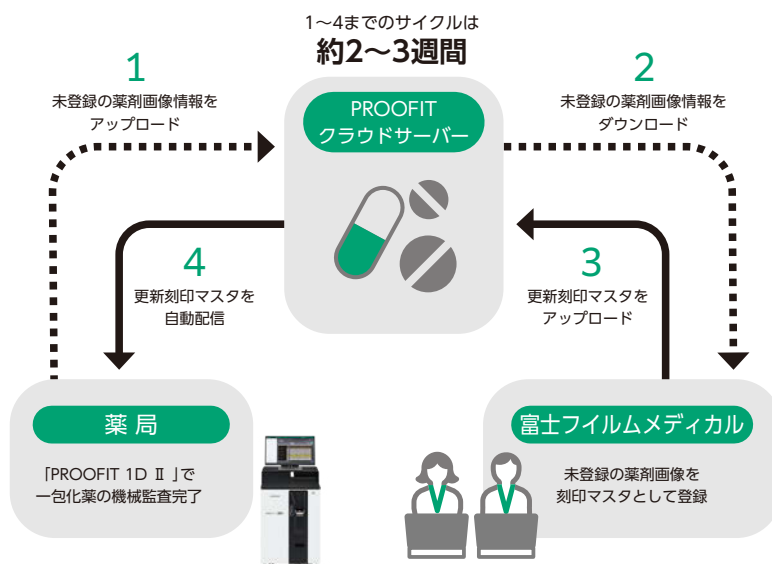 1〜4までのサイクルは
約2〜3週間
1
未登録の薬剤画像情報を
アップロード
PROOFIT
クラウドサーバー
2
未登録の薬剤画像情報を
ダウンロード
4
更新刻印マスタを
自動配信
3
更新刻印マスタを
アップロード
薬 局
「PROOFIT 1D Ⅱ 」で
一包化薬の機械監査完了
富士フイルムメディカル
未登録の薬剤画像を
刻印マスタとして登録